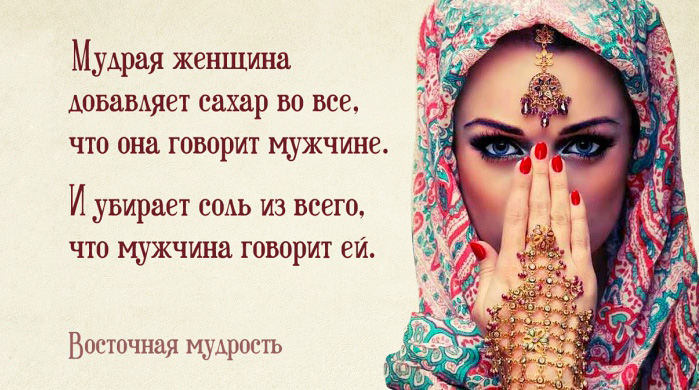 Мудрая женщина
добавляет сахар во все,
что она говорит мужчине.
И убирает соль из всего,
что мужчина говорит ей.
Восточная мудрость